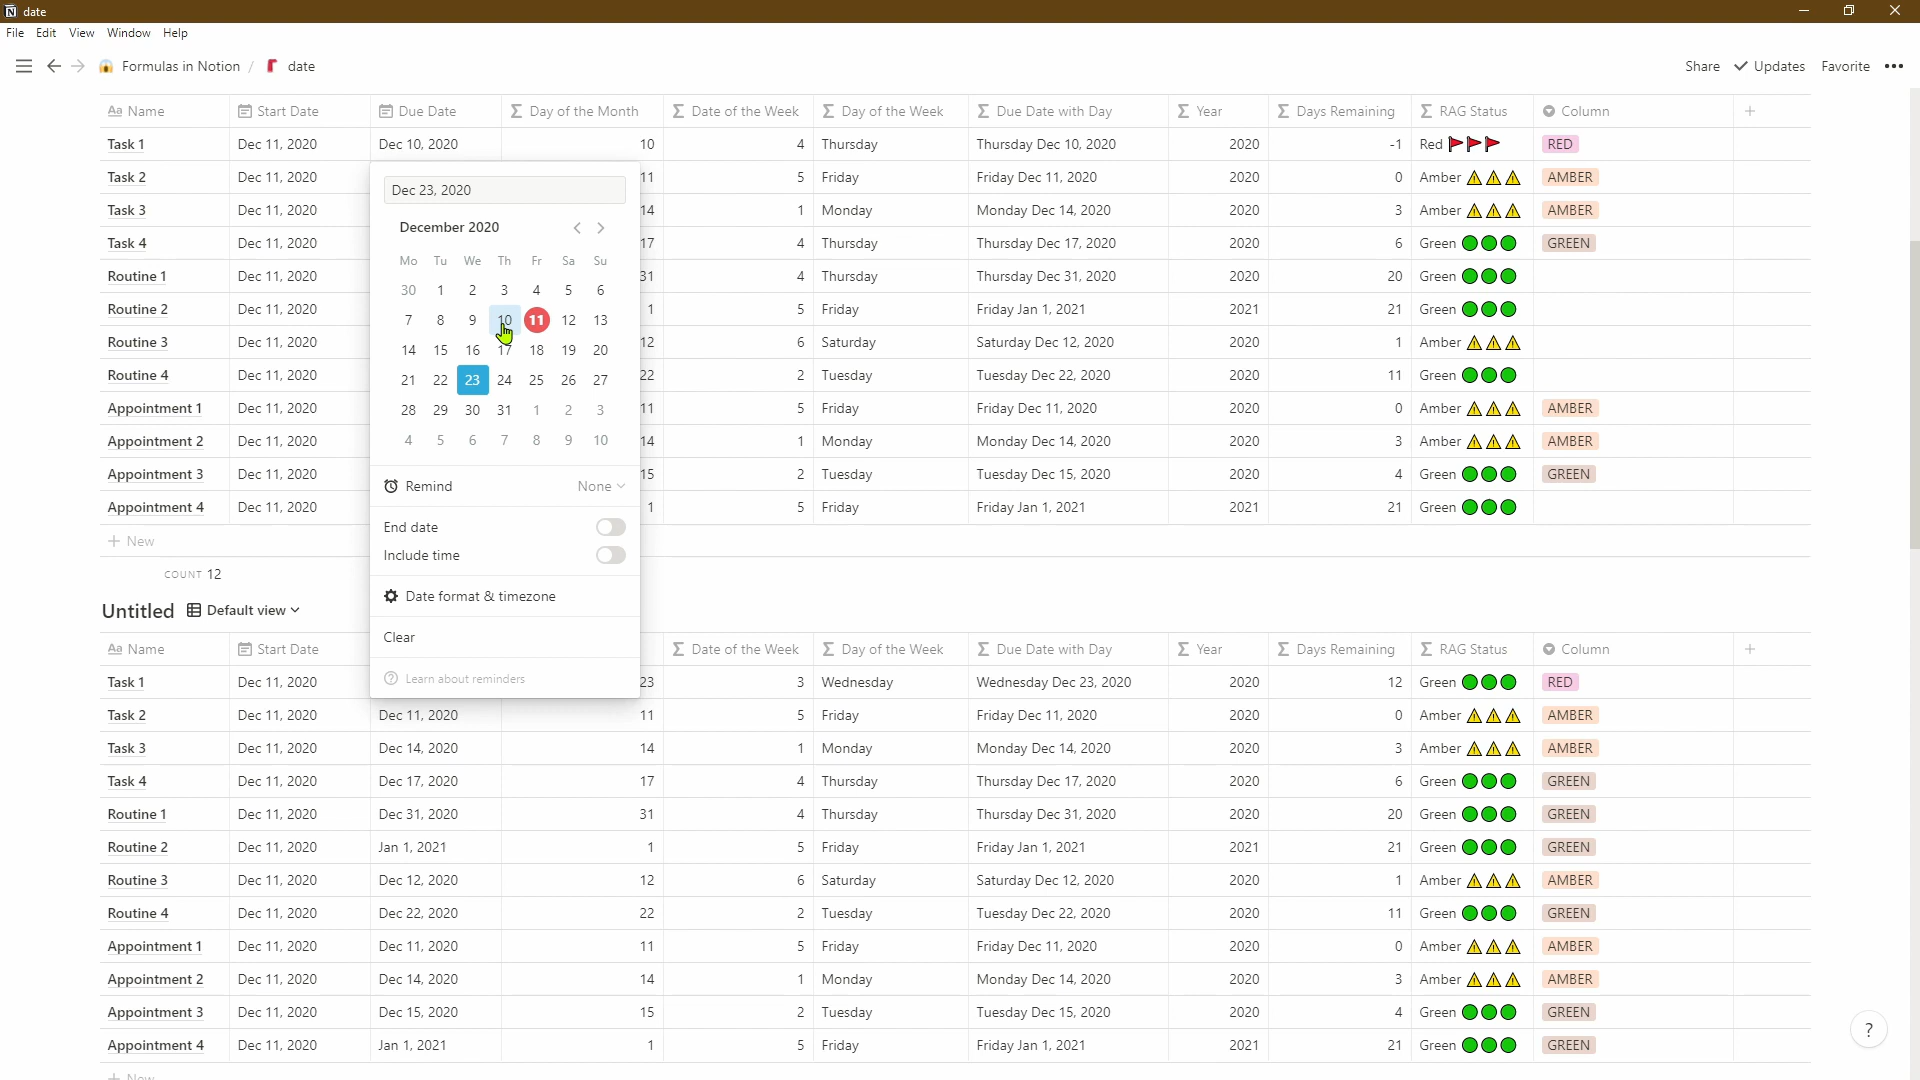 date
File Edit View Window Help
Formulas in Notion / date Share Updates Favorite •••
Name Start Date Due Date Day of the Month Date of the Week Day of the Week Due Date with Day Year Days Remaining RAG Status Column
Task 1 Dec 11, 2020 Dec 10, 2020 10 4 Thursday Thursday Dec 10, 2020 2020 -1 Red RED
Task 2 Dec 11, 2020 11 5 Friday Friday Dec 11, 2020 2020 0 Amber AMBER
Task 3 Dec 11, 2020 14 1 Monday Monday Dec 14, 2020 2020 3 Amber AMBER
Task 4 Dec 11, 2020 17 4 Thursday Thursday Dec 17, 2020 2020 6 Green GREEN
Routine 1 Dec 11, 2020 31 4 Thursday Thursday Dec 31, 2020 2020 20 Green
Routine 2 Dec 11, 2020 1 5 Friday Friday Jan 1, 2021 2021 21 Green
Routine 3 Dec 11, 2020 12 6 Saturday Saturday Dec 12, 2020 2020 1 Amber
Routine 4 Dec 11, 2020 22 2 Tuesday Tuesday Dec 22, 2020 2020 11 Green
Appointment 1 Dec 11, 2020 11 5 Friday Friday Dec 11, 2020 2020 0 Amber AMBER
Appointment 2 Dec 11, 2020 14 1 Monday Monday Dec 14, 2020 2020 3 Amber AMBER
Appointment 3 Dec 11, 2020 15 2 Tuesday Tuesday Dec 15, 2020 2020 4 Green GREEN
Appointment 4 Dec 11, 2020 1 5 Friday Friday Jan 1, 2021 2021 21 Green
+ New
COUNT 12
Dec 23, 2020
December 2020
Mo Tu We Th Fr Sa Su
30 1 2 3 4 5 6
7 8 9 10 11 12 13
14 15 16 17 18 19 20
21 22 23 24 25 26 27
28 29 30 31 1 2 3
4 5 6 7 8 9 10
Remind None
End date
Include time
Date format & timezone
Clear
Learn about reminders
Untitled Default view
Name Start Date Date of the Week Day of the Week Due Date with Day Year Days Remaining RAG Status Column
Task 1 Dec 11, 2020 23 3 Wednesday Wednesday Dec 23, 2020 2020 12 Green RED
Task 2 Dec 11, 2020 Dec 11, 2020 11 5 Friday Friday Dec 11, 2020 2020 0 Amber AMBER
Task 3 Dec 11, 2020 Dec 14, 2020 14 1 Monday Monday Dec 14, 2020 2020 3 Amber AMBER
Task 4 Dec 11, 2020 Dec 17, 2020 17 4 Thursday Thursday Dec 17, 2020 2020 6 Green GREEN
Routine 1 Dec 11, 2020 Dec 31, 2020 31 4 Thursday Thursday Dec 31, 2020 2020 20 Green GREEN
Routine 2 Dec 11, 2020 Jan 1, 2021 1 5 Friday Friday Jan 1, 2021 2021 21 Green GREEN
Routine 3 Dec 11, 2020 Dec 12, 2020 12 6 Saturday Saturday Dec 12, 2020 2020 1 Amber AMBER
Routine 4 Dec 11, 2020 Dec 22, 2020 22 2 Tuesday Tuesday Dec 22, 2020 2020 11 Green GREEN
Appointment 1 Dec 11, 2020 Dec 11, 2020 11 5 Friday Friday Dec 11, 2020 2020 0 Amber AMBER
Appointment 2 Dec 11, 2020 Dec 14, 2020 14 1 Monday Monday Dec 14, 2020 2020 3 Amber AMBER
Appointment 3 Dec 11, 2020 Dec 15, 2020 15 2 Tuesday Tuesday Dec 15, 2020 2020 4 Green GREEN
Appointment 4 Dec 11, 2020 Jan 1, 2021 1 5 Friday Friday Jan 1, 2021 2021 21 Green GREEN
+ New
?